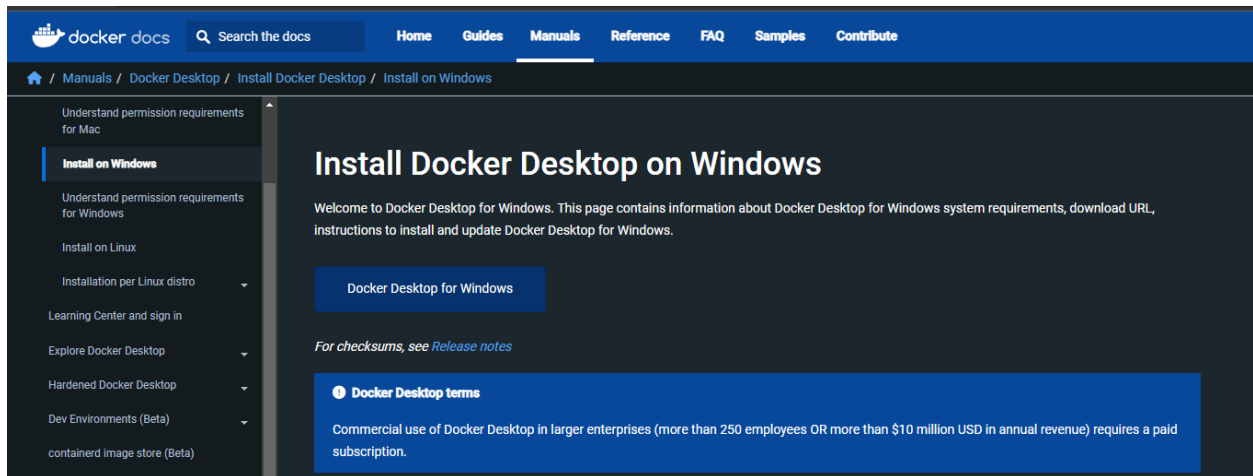 docker docs
Search the docs
Home
Guides
Manuals
Reference
FAQ
Samples
Contribute
/ Manuals / Docker Desktop / Install Docker Desktop / Install on Windows
Understand permission requirements
for Mac
Install on Windows
Understand permission requirements
for Windows
Install on Linux
Installation per Linux distro
Learning Center and sign in
Explore Docker Desktop
Hardened Docker Desktop
Dev Environments (Beta)
containerd image store (Beta)
Install Docker Desktop on Windows
Welcome to Docker Desktop for Windows. This page contains information about Docker Desktop for Windows system requirements, download URL,
instructions to install and update Docker Desktop for Windows.
Docker Desktop for Windows
For checksums, see Release notes
Docker Desktop terms
Commercial use of Docker Desktop in larger enterprises (more than 250 employees OR more than $10 million USD in annual revenue) requires a paid
subscription.